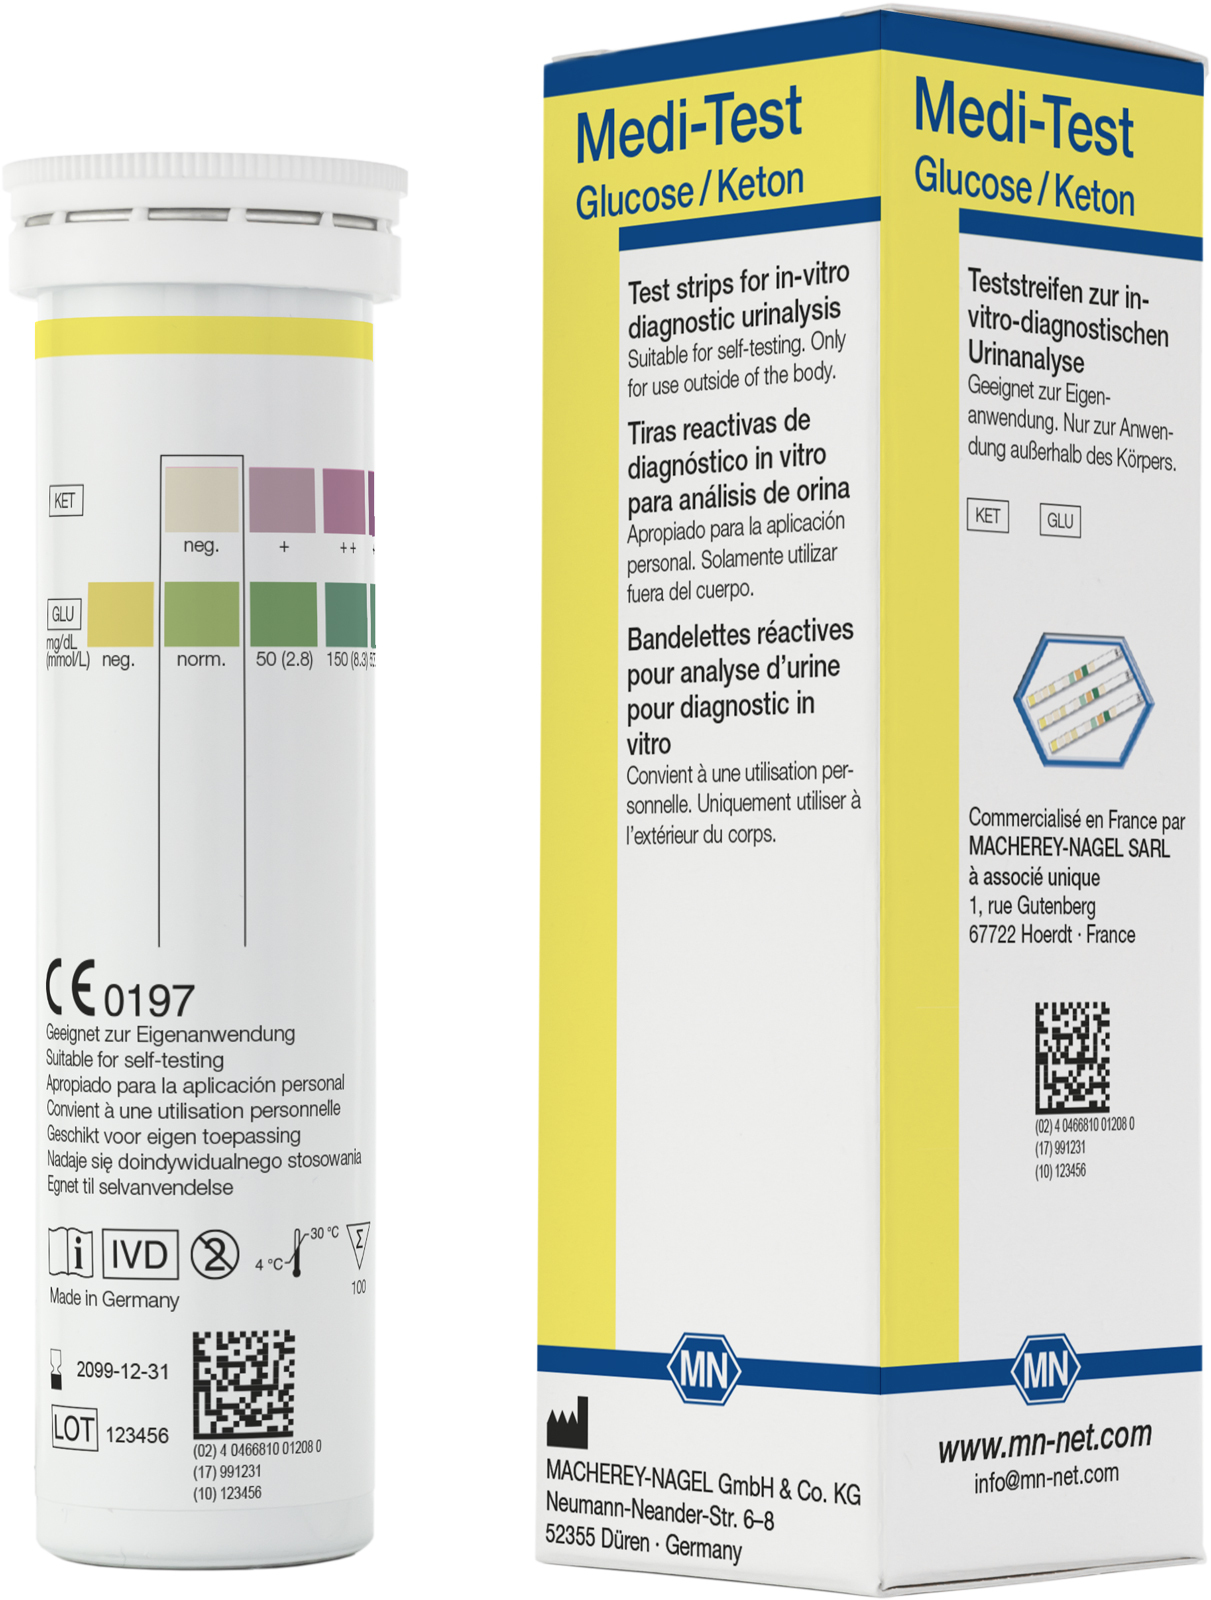 KET
neg.
+
++
GLU
mg/dL
(mmol/L)
neg.
norm.
50 (2.8)
150 (8.3)
CE 0197
Geeignet zur Eigenanwendung
Suitable for self-testing
Apropiado para la aplicación personal
Convient à une utilisation personnelle
Geschikt voor eigen toepassing
Nadaje się doindywidualnego stosowania
Egnet til selvanvendelse
i
IVD
2
4 °C
30 °C
Σ
100
Made in Germany
2099-12-31
LOT
123456
(02) 4 0466810 01208 0
(17) 991231
(10) 123456
Medi-Test
Glucose / Keton
Test strips for in-vitro
diagnostic urinalysis
Suitable for self-testing. Only
for use outside of the body.
Tiras reactivas de
diagnóstico in vitro
para análisis de orina
Apropiado para la aplicación
personal. Solamente utilizar
fuera del cuerpo.
Bandelettes réactives
pour analyse d’urine
pour diagnostic in
vitro
Convient à une utilisation per-
sonnelle. Uniquement utiliser à
l’extérieur du corps.
MN
MACHEREY-NAGEL GmbH & Co. KG
Neumann-Neander-Str. 6–8
52355 Düren · Germany
Medi-Test
Glucose / Keton
Teststreifen zur in-
vitro-diagnostischen
Urinanalyse
Geeignet zur Eigen-
anwendung. Nur zur Anwen-
dung außerhalb des Körpers.
KET
GLU
Commercialisé en France par
MACHEREY-NAGEL SARL
à associé unique
1, rue Gutenberg
67722 Hoerdt · France
(02) 4 0466810 01208 0
(17) 991231
(10) 123456
MN
www.mn-net.com
info@mn-net.com